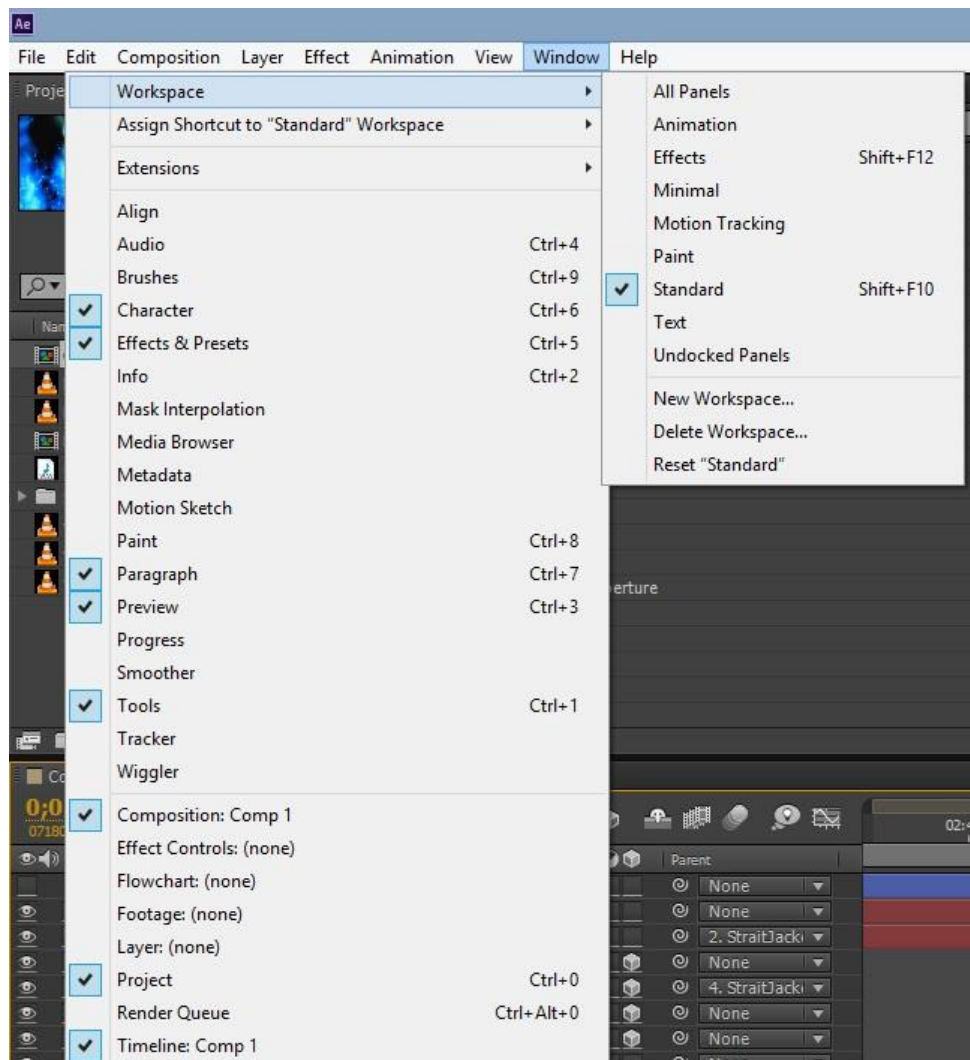 Ae
File Edit Composition Layer Effect Animation View Window Help
Proje
Workspace
Assign Shortcut to "Standard" Workspace
Extensions
Align
Audio Ctrl+4
Brushes Ctrl+9
Character Ctrl+6
Effects & Presets Ctrl+5
Info Ctrl+2
Mask Interpolation
Media Browser
Metadata
Motion Sketch
Paint Ctrl+8
Paragraph Ctrl+7
Preview Ctrl+3
Progress
Smoother
Tools Ctrl+1
Tracker
Wiggler
Composition: Comp 1
Effect Controls: (none)
Flowchart: (none)
Footage: (none)
Layer: (none)
Project Ctrl+0
Render Queue Ctrl+Alt+0
Timeline: Comp 1
All Panels
Animation
Effects Shift+F12
Minimal
Motion Tracking
Paint
Standard Shift+F10
Text
Undocked Panels
New Workspace...
Delete Workspace...
Reset "Standard"
Nan
erture
Co
0;0
07180
02:
Parent
None
None
2. StraitJack
None
4. StraitJack
None
None